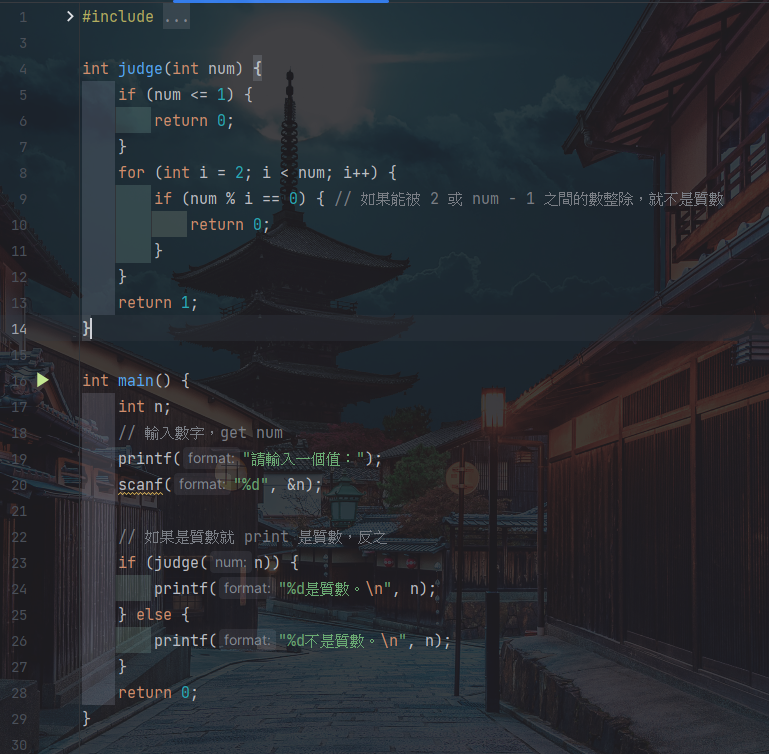 1 #include ...
3
4 int judge(int num) {
5 if (num <= 1) {
6 return 0;
7 }
8 for (int i = 2; i < num; i++) {
9 if (num % i == 0) { // 如果能被 2 或 num - 1 之間的數整除，就不是質數
10 return 0;
11 }
12 }
13 return 1;
14 }
15
16 int main() {
17 int n;
18 // 輸入數字，get num
19 printf( format: "請輸入一個值：");
20 scanf( format: "%d", &n);
21
22 // 如果是質數就 print 是質數，反之
23 if (judge( num: n)) {
24 printf( format: "%d是質數。\n", n);
25 } else {
26 printf( format: "%d不是質數。\n", n);
27 }
28 return 0;
29 }
30